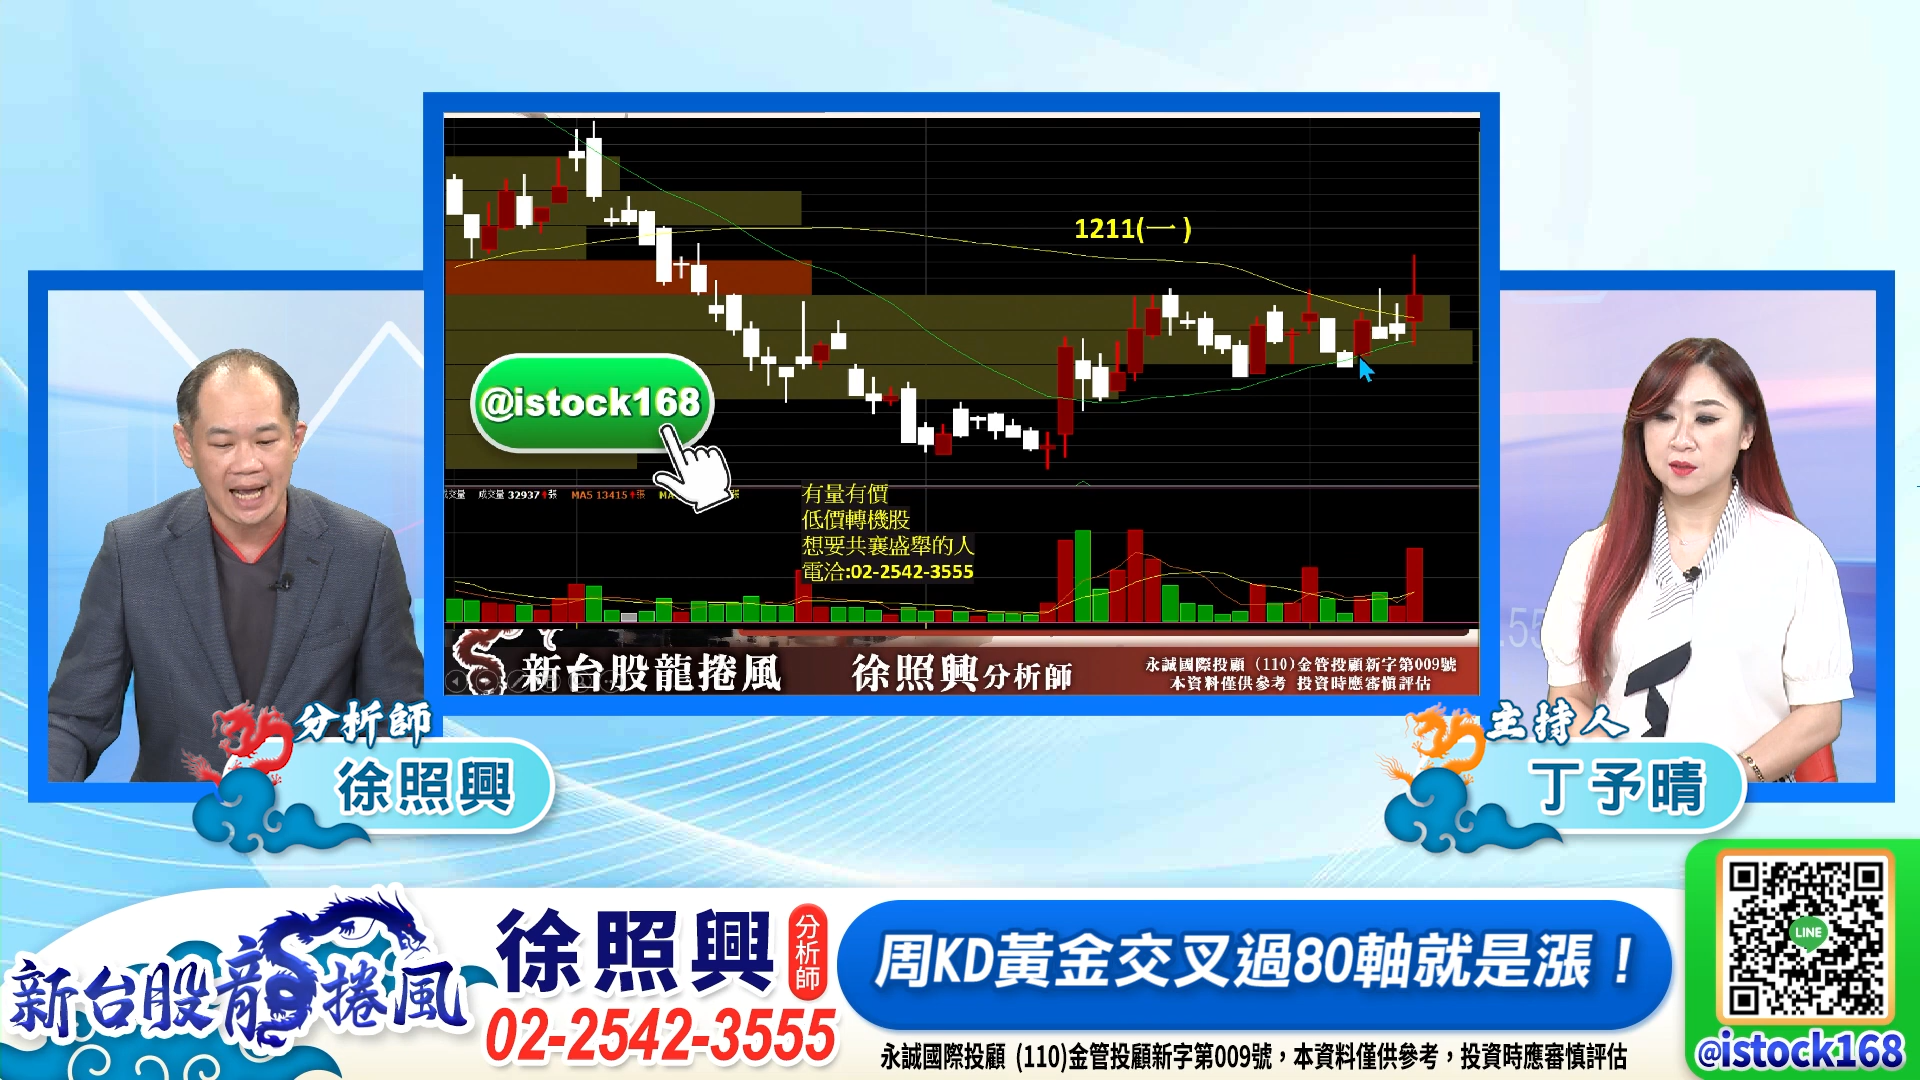 1211(一)
@istock168
成交量 成交量 32937 張 MA5 13415 張
有量有價
低價轉機股
想要共襄盛舉的人
電洽:02-2542-3555
新台股龍捲風 徐照興分析師
永誠國際投顧 (110)金管投顧新字第009號
本資料僅供參考 投資時應審慎評估
分析師
徐照興
主持人
丁予晴
新台股龍捲風
徐照興 分析師
02-2542-3555
周KD黃金交叉過80軸就是漲！
永誠國際投顧 (110)金管投顧新字第009號，本資料僅供參考，投資時應審慎評估
LINE
@istock168